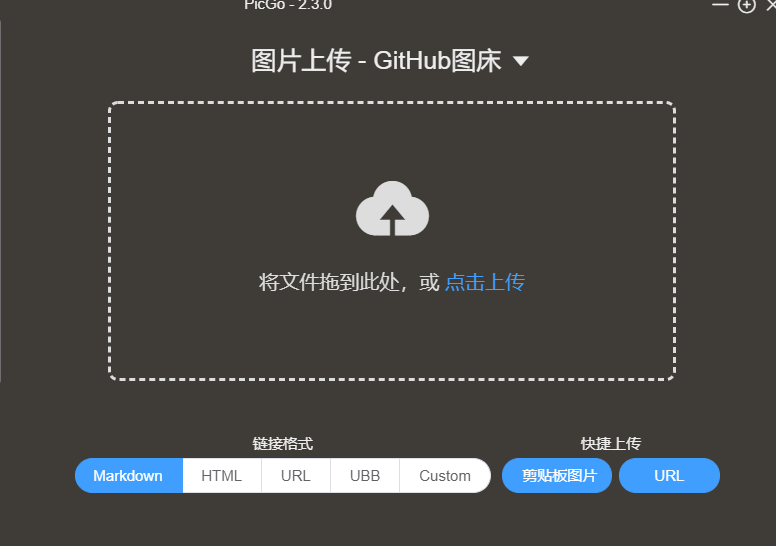 PicGo - 2.3.0
图片上传 - GitHub图床
将文件拖到此处，或 点击上传
链接格式 快捷上传
Markdown HTML URL UBB Custom 剪贴板图片 URL